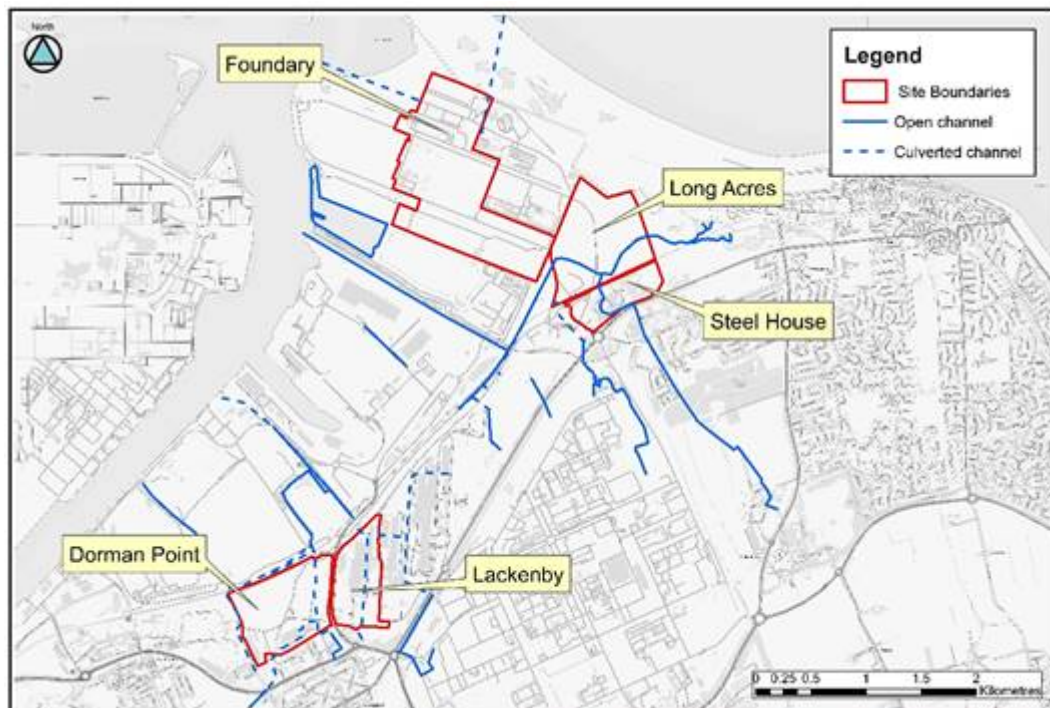 North
Foundary
Legend
Site Boundaries
Open channel
Culverted channel
Long Acres
Steel House
Dorman Point
Lackenby
0 0.25 0.5 1 1.5 2
Kilometres